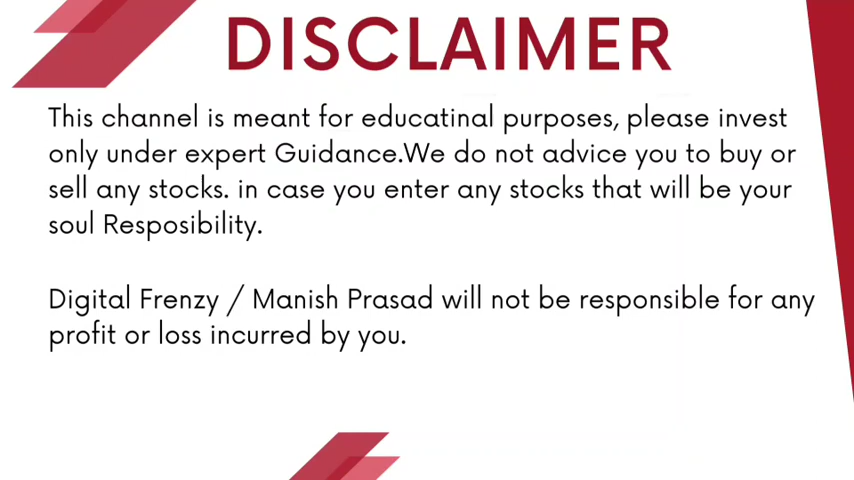 DISCLAIMER
This channel is meant for educatinal purposes, please invest
only under expert Guidance.We do not advice you to buy or
sell any stocks. in case you enter any stocks that will be your
soul Resposibility.
Digital Frenzy / Manish Prasad will not be responsible for any
profit or loss incurred by you.